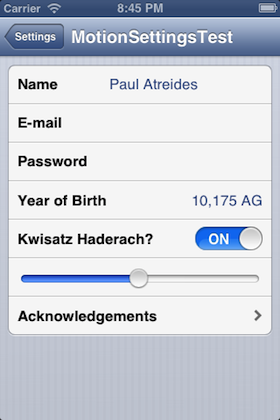 Carrier 8:45 PM
Settings MotionSettingsTest
Name Paul Atreides
E-mail
Password
Year of Birth 10,175 AG
Kwisatz Haderach? ON
Acknowledgements